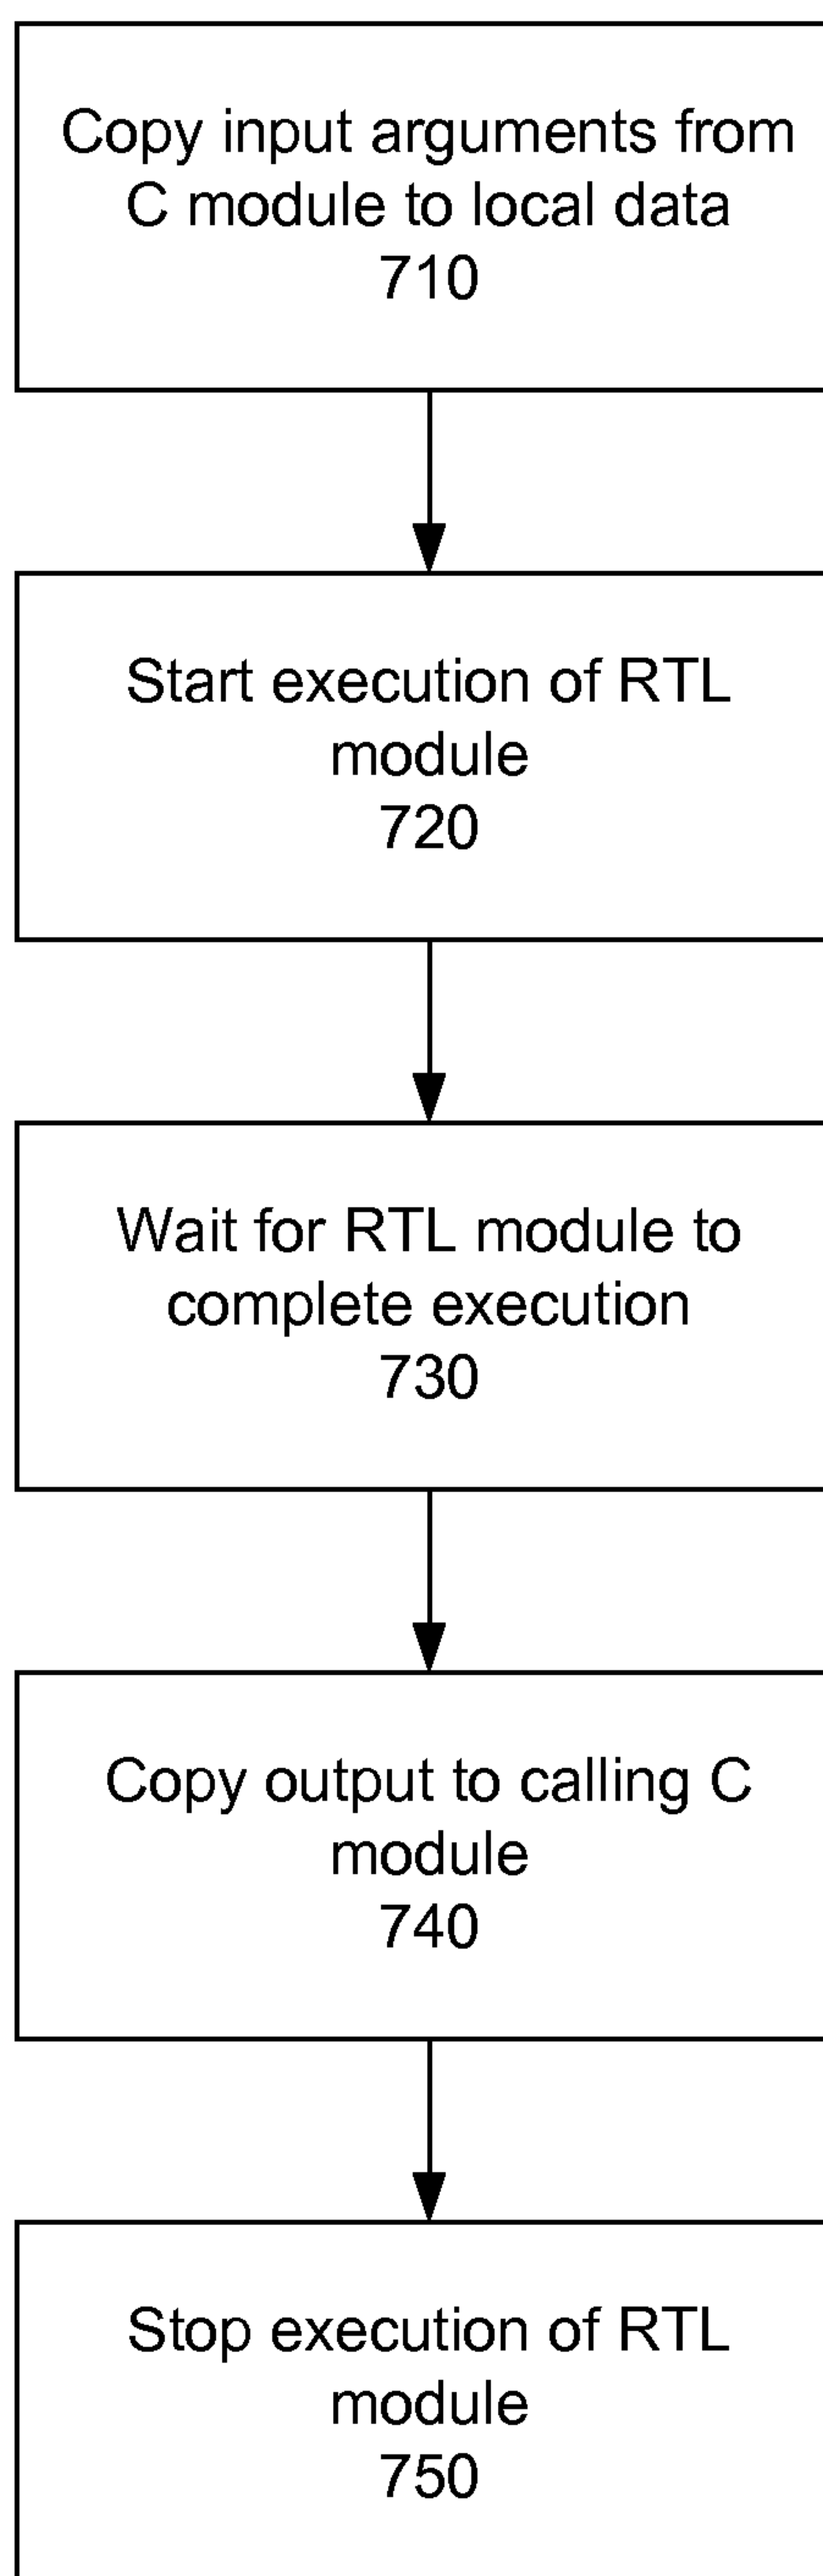 Copy input arguments from
C module to local data
710
Start execution of RTL
module
720
Wait for RTL module to
complete execution
730
Copy output to calling C
module
740
Stop execution of RTL
module
750